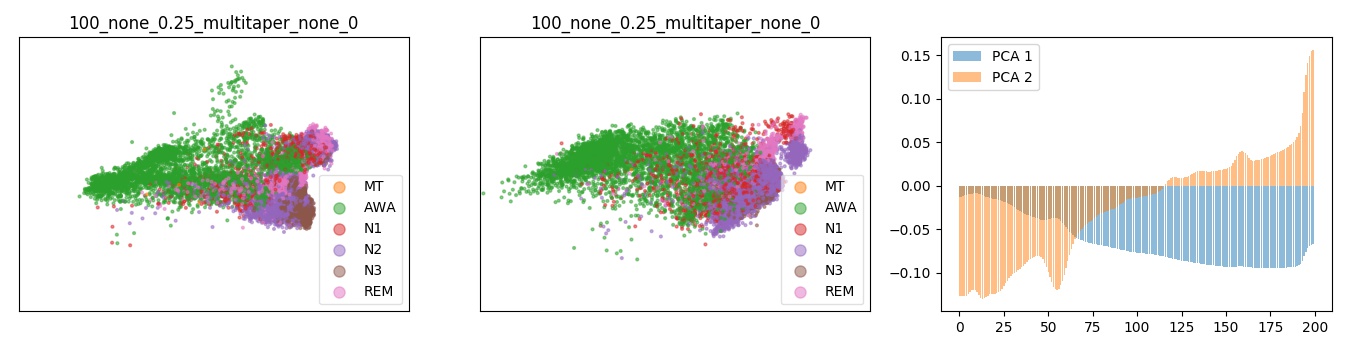 100_none_0.25_multitaper_none_0
MT
AWA
N1
N2
N3
REM
100_none_0.25_multitaper_none_0
MT
AWA
N1
N2
N3
REM
PCA 1
PCA 2
0.15
0.10
0.05
0.00
−0.05
−0.10
0 25 50 75 100 125 150 175 200